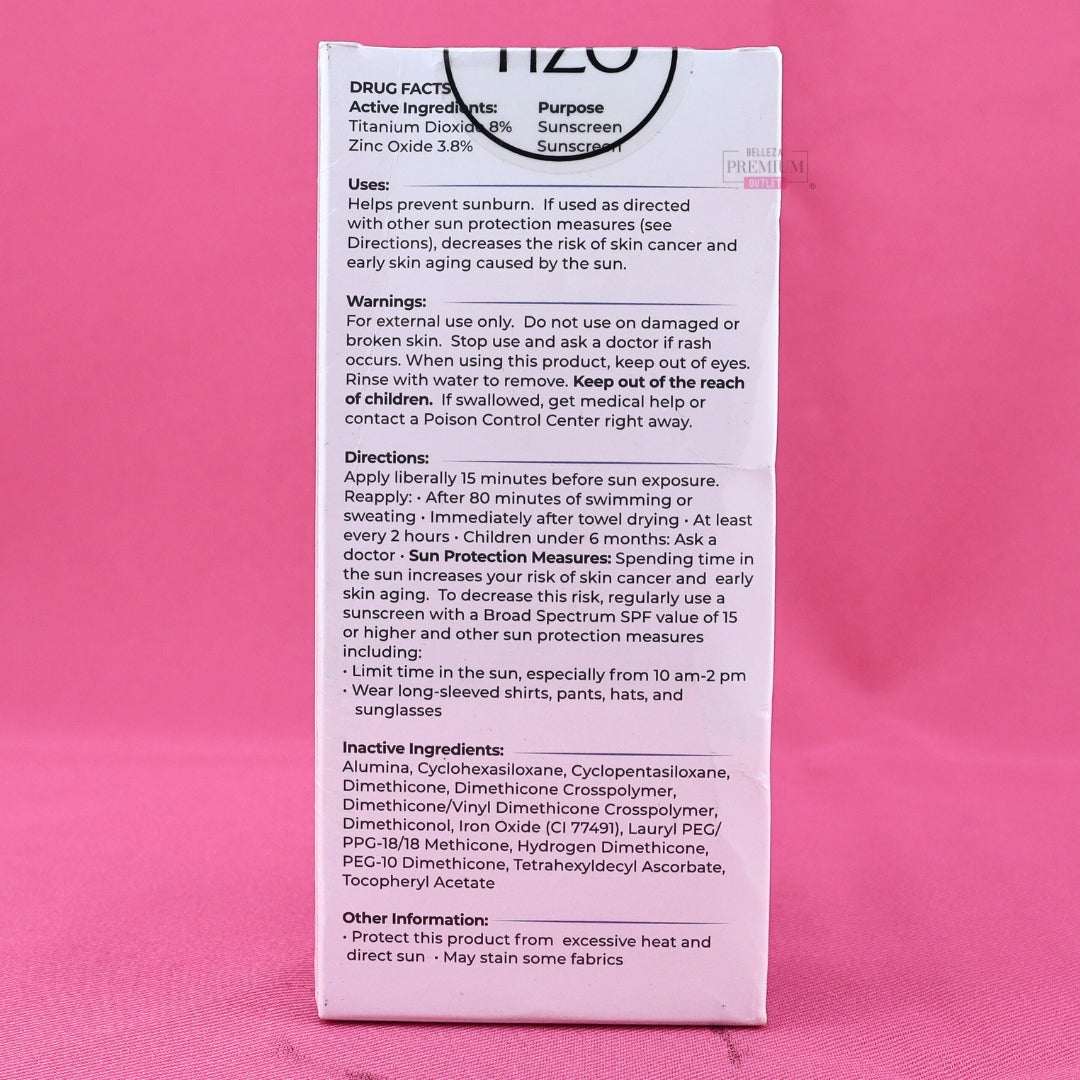 DRUG FACTS
Active Ingredients: Purpose
Titanium Dioxide 8% Sunscreen
Zinc Oxide 3.8% Sunscreen
BELLEZA
PREMIUM
OUTLET
®
Uses:
Helps prevent sunburn. If used as directed
with other sun protection measures (see
Directions), decreases the risk of skin cancer and
early skin aging caused by the sun.
Warnings:
For external use only. Do not use on damaged or
broken skin. Stop use and ask a doctor if rash
occurs. When using this product, keep out of eyes.
Rinse with water to remove. Keep out of the reach
of children. If swallowed, get medical help or
contact a Poison Control Center right away.
Directions:
Apply liberally 15 minutes before sun exposure.
Reapply: • After 80 minutes of swimming or
sweating • Immediately after towel drying • At least
every 2 hours • Children under 6 months: Ask a
doctor • Sun Protection Measures: Spending time in
the sun increases your risk of skin cancer and early
skin aging. To decrease this risk, regularly use a
sunscreen with a Broad Spectrum SPF value of 15
or higher and other sun protection measures
including:
• Limit time in the sun, especially from 10 am-2 pm
• Wear long-sleeved shirts, pants, hats, and
sunglasses
Inactive Ingredients:
Alumina, Cyclohexasiloxane, Cyclopentasiloxane,
Dimethicone, Dimethicone Crosspolymer,
Dimethicone/Vinyl Dimethicone Crosspolymer,
Dimethiconol, Iron Oxide (CI 77491), Lauryl PEG/
PPG-18/18 Methicone, Hydrogen Dimethicone,
PEG-10 Dimethicone, Tetrahexyldecyl Ascorbate,
Tocopheryl Acetate
Other Information:
• Protect this product from excessive heat and
direct sun • May stain some fabrics